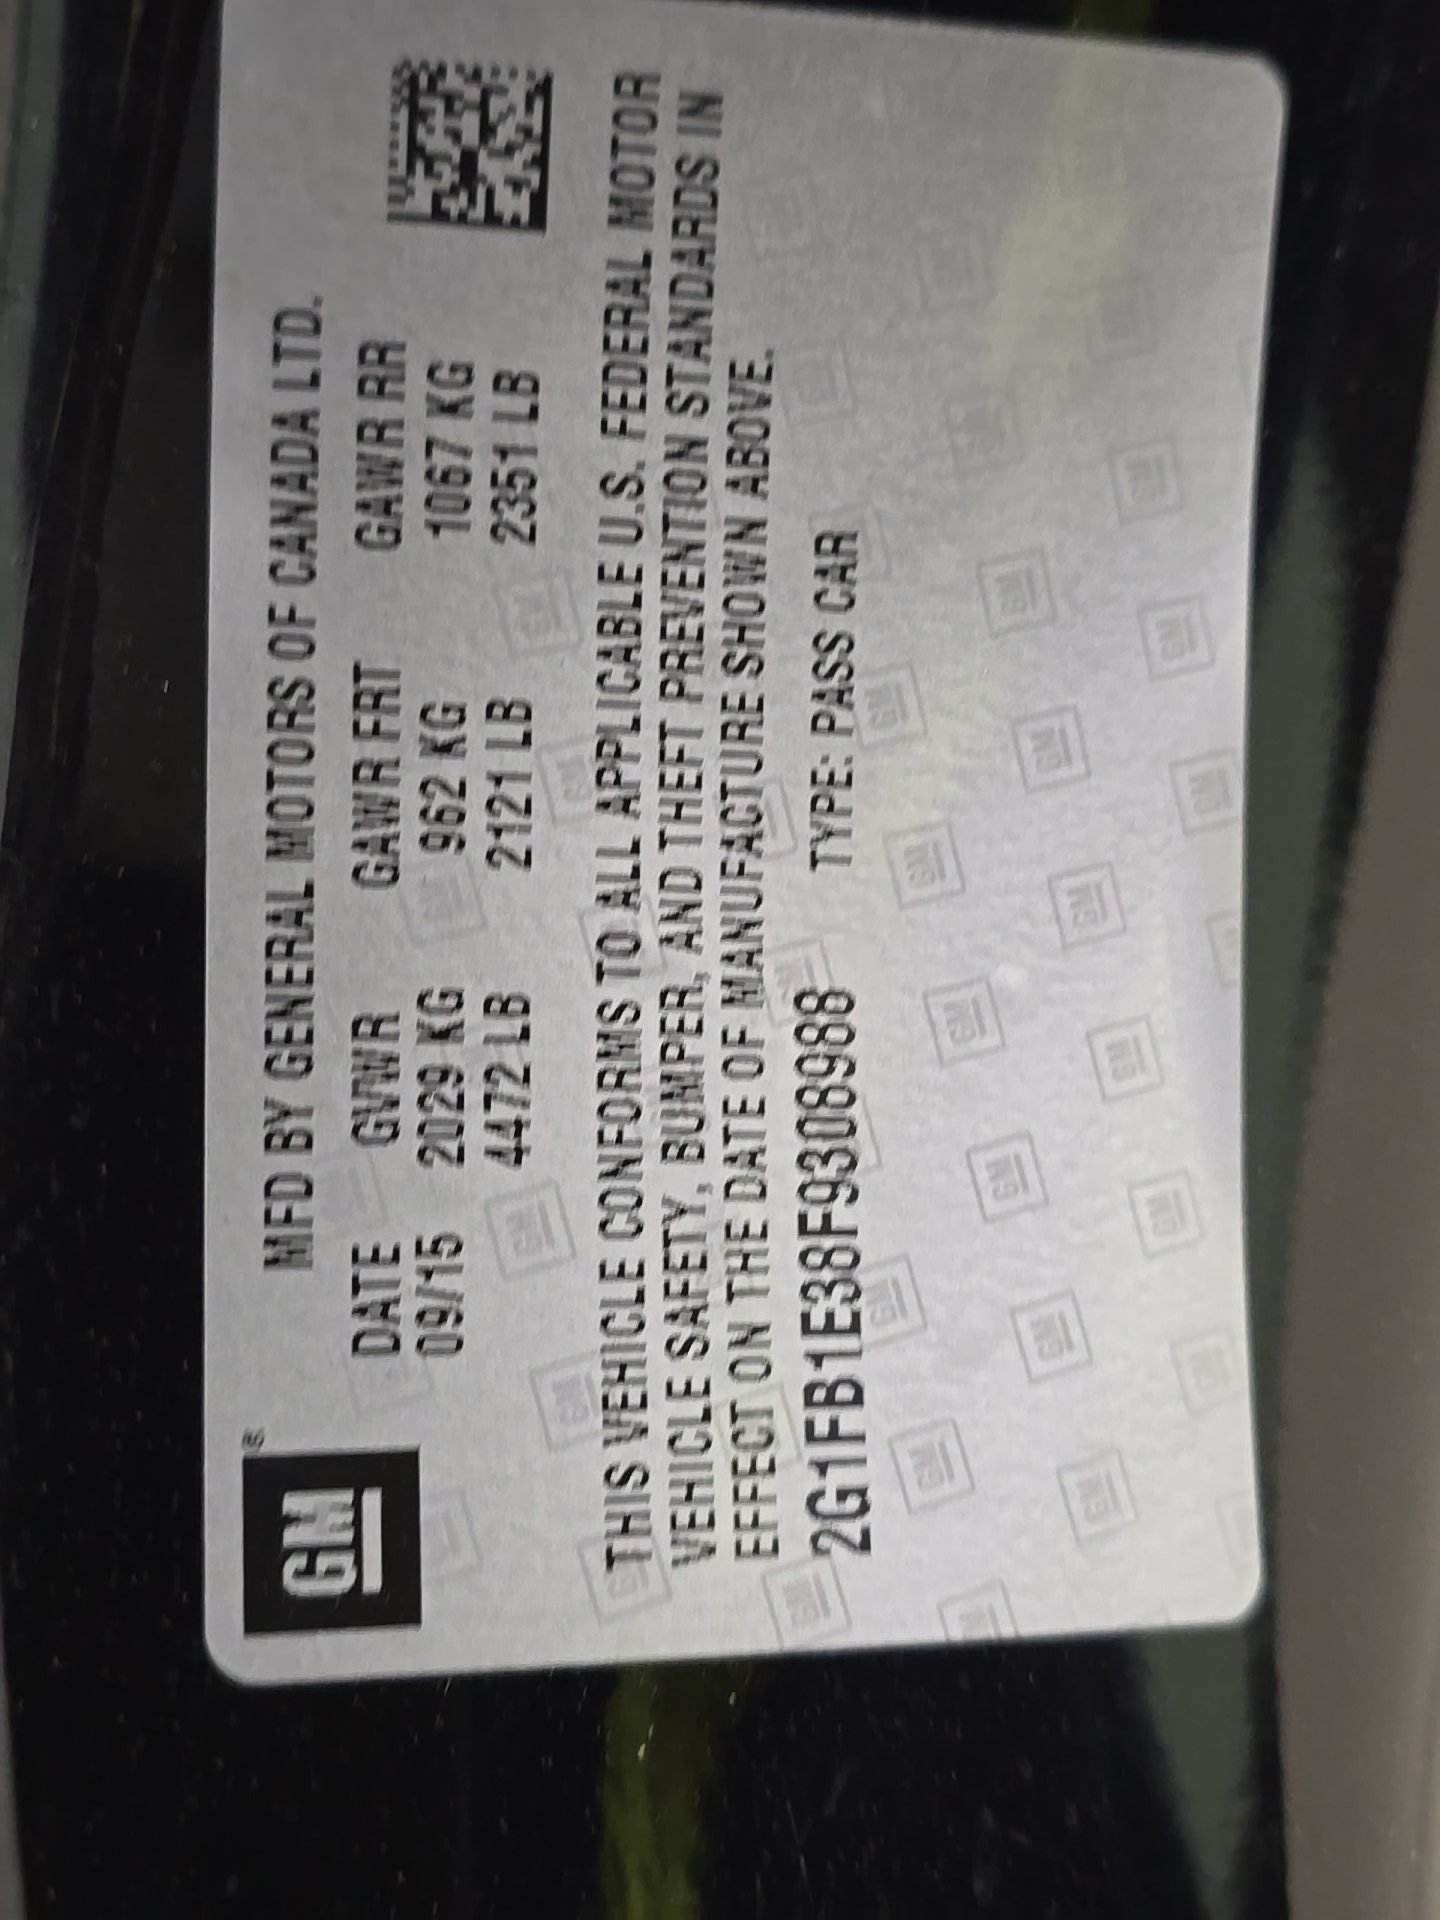 GM ®
MFD BY GENERAL MOTORS OF CANADA LTD.
DATE GVWR GAWR FRT GAWR RR
09/15 2029 KG 962 KG 1067 KG
4472 LB 2121 LB 2351 LB
THIS VEHICLE CONFORMS TO ALL APPLICABLE U.S. FEDERAL MOTOR
VEHICLE SAFETY, BUMPER, AND THEFT PREVENTION STANDARDS IN
EFFECT ON THE DATE OF MANUFACTURE SHOWN ABOVE.
2G1FB1E38F9308988 TYPE: PASS CAR